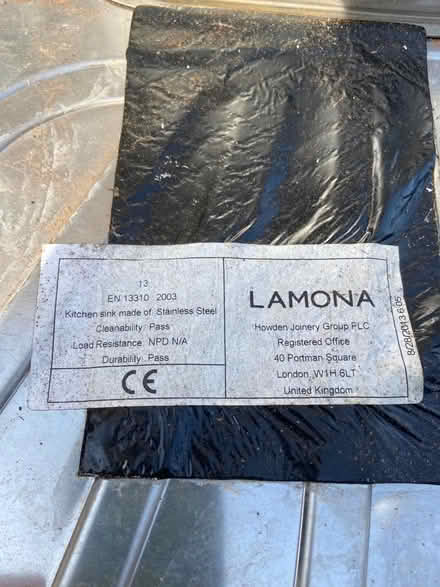 13
EN 13310 2003
Kitchen sink made of Stainless Steel
Cleanability: Pass
Load Resistance: NPD N/A
Durability: Pass
CE
LAMONA
Howden Joinery Group PLC
Registered Office
40 Portman Square
London, W1H 6LT
United Kingdom
8/28/2013 6:05